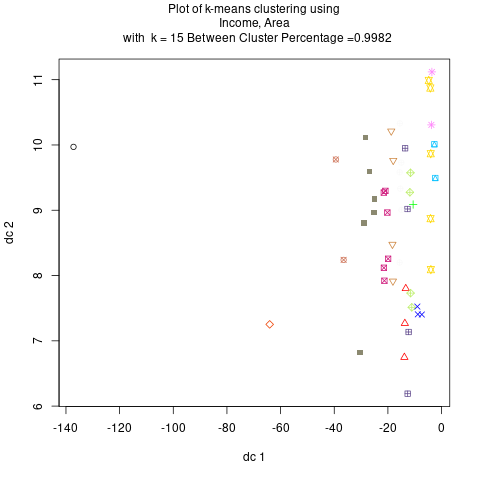 Plot of k-means clustering using
Income, Area
with  k = 15 Between Cluster Percentage =0.9982
11
10
9
8
7
6
dc 2
-140
-120
-100
-80
-60
-40
-20
0
dc 1